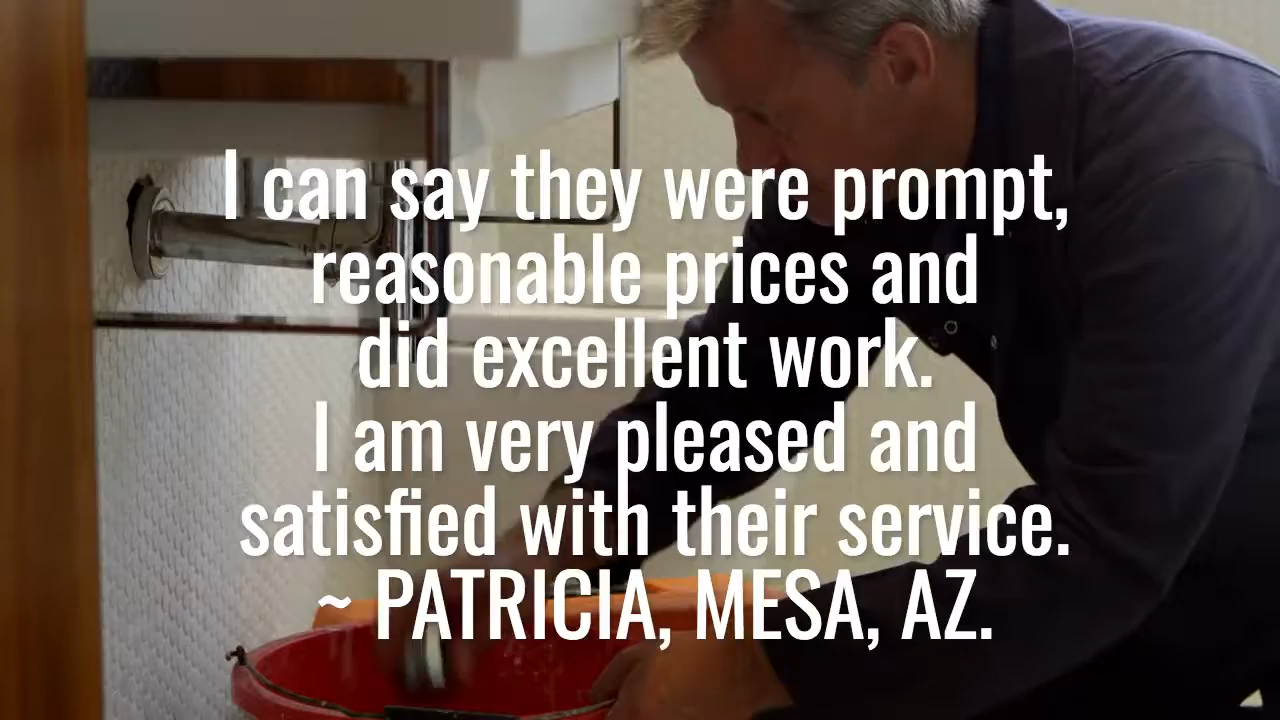 I can say they were prompt,
reasonable prices and
did excellent work.
I am very pleased and
satisfied with their service.
~ PATRICIA, MESA, AZ.